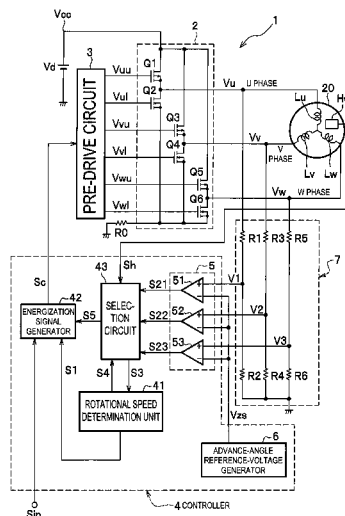 Vcc
2
1
3
Q1
Vd
Vuu
Vu
U PHASE
20
H
PRE-DRIVE CIRCUIT
Vul
Q2
Lu
Vvu
Q3
Vv
V PHASE
Vvl
Q4
Lv
Lw
Vwu
Q5
Vw
W PHASE
Vwl
Q6
R0
R1
R3
R5
7
Sc
43
Sh
5
42
S21
51
V1
ENERGIZATION SIGNAL GENERATOR
S5
SELECTION CIRCUIT
S22
52
V2
S1
S23
53
V3
S4
S3
41
R2
R4
R6
ROTATIONAL SPEED DETERMINATION UNIT
Vzs
6
ADVANCE-ANGLE REFERENCE-VOLTAGE GENERATOR
4 CONTROLLER
Sin